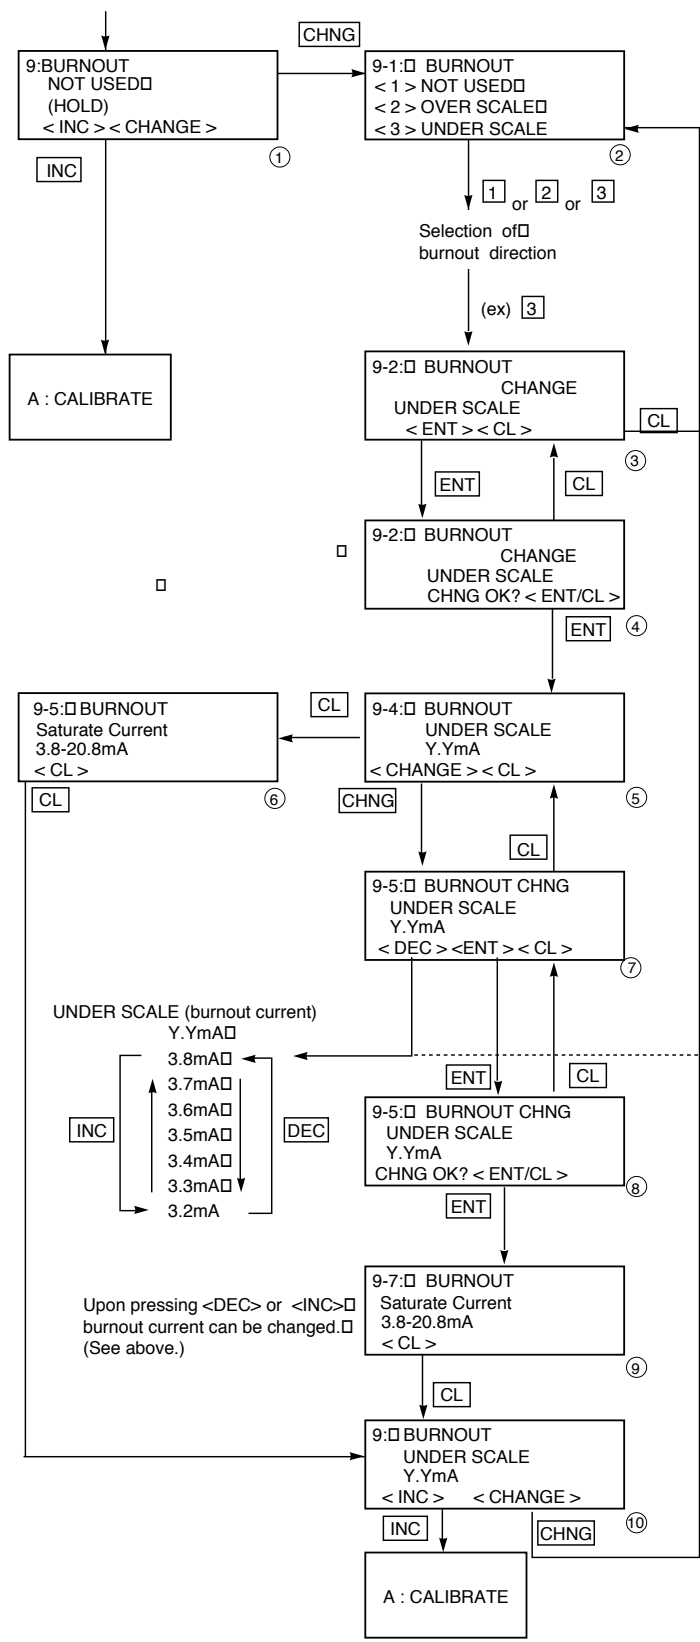 CHNG
9:BURNOUT
NOT USED□
(HOLD)
< INC > < CHANGE >
①
9-1:□ BURNOUT
< 1 > NOT USED□
< 2 > OVER SCALE□
< 3 > UNDER SCALE
②
INC
1 or 2 or 3
Selection of□
burnout direction
(ex) 3
A : CALIBRATE
9-2:□ BURNOUT
CHANGE
UNDER SCALE
< ENT > < CL >
CL
③
ENT
CL
□
□
9-2:□ BURNOUT
CHANGE
UNDER SCALE
CHNG OK? < ENT/CL >
ENT
④
9-5:□ BURNOUT
Saturate Current
3.8-20.8mA
< CL >
⑥
CL
CL
9-4:□ BURNOUT
UNDER SCALE
Y.YmA
< CHANGE > < CL >
⑤
CHNG
CL
9-5:□ BURNOUT CHNG
UNDER SCALE
Y.YmA
< DEC > <ENT > < CL >
⑦
UNDER SCALE (burnout current)
Y.YmA□
3.8mA□
3.7mA□
3.6mA□
3.5mA□
3.4mA□
3.3mA□
3.2mA
INC
DEC
ENT
CL
9-5:□ BURNOUT CHNG
UNDER SCALE
Y.YmA
CHNG OK? < ENT/CL >
⑧
ENT
Upon pressing <DEC> or <INC>□
burnout current can be changed.□
(See above.)
9-7:□ BURNOUT
Saturate Current
3.8-20.8mA
< CL >
⑨
CL
9:□ BURNOUT
UNDER SCALE
Y.YmA
< INC > < CHANGE >
⑩
INC
CHNG
A : CALIBRATE